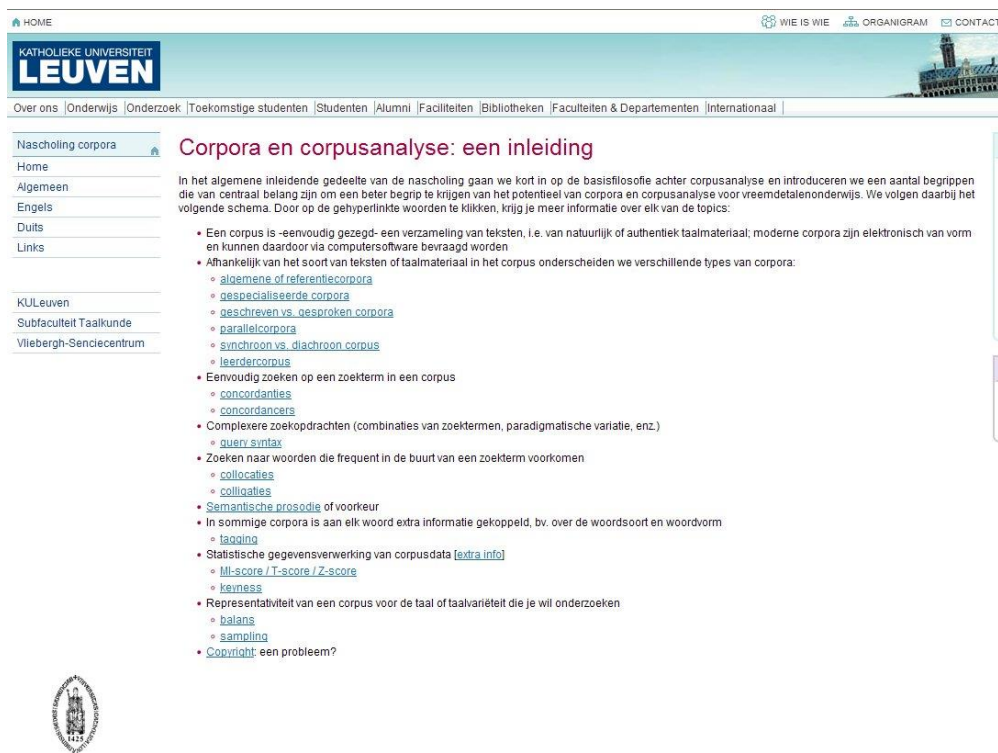 HOME
WIE IS WIE ORGANIGRAM CONTACT
KATHOLIEKE UNIVERSITEIT
LEUVEN
Over ons |Onderwijs |Onderzoek |Toekomstige studenten |Studenten |Alumni |Faciliteiten |Bibliotheken |Faculteiten & Departementen |Internationaal |
Nascholing corpora
Home
Algemeen
Engels
Duits
Links
KULeuven
Subfaculteit Taalkunde
Vliebergh-Senciecentrum
Corpora en corpusanalyse: een inleiding
In het algemene inleidende gedeelte van de nascholing gaan we kort in op de basisfilosofie achter corpusanalyse en introduceren we een aantal begrippen
die van centraal belang zijn om een beter begrip te krijgen van het potentieel van corpora en corpusanalyse voor vreemdetalenonderwijs. We volgen daarbij het
volgende schema. Door op de gehyperlinkte woorden te klikken, krijg je meer informatie over elk van de topics:
• Een corpus is -eenvoudig gezegd- een verzameling van teksten, i.e. van natuurlijk of authentiek taalmateriaal; moderne corpora zijn elektronisch van vorm
en kunnen daardoor via computersoftware bevraagd worden
• Afhankelijk van het soort van teksten of taalmateriaal in het corpus onderscheiden we verschillende types van corpora:
algemene of referentiecorpora
gespecialiseerde corpora
geschreven vs. gesproken corpora
parallelcorpora
synchroon vs. diachroon corpus
leerdercorpus
• Eenvoudig zoeken op een zoekterm in een corpus
concordanties
concordancers
• Complexere zoekopdrachten (combinaties van zoektermen, paradigmatische variatie, enz.)
query syntax
• Zoeken naar woorden die frequent in de buurt van een zoekterm voorkomen
collocaties
colligaties
• Semantische prosodie of voorkeur
• In sommige corpora is aan elk woord extra informatie gekoppeld, bv. over de woordsoort en woordvorm
tagging
• Statistische gegevensverwerking van corpusdata [extra info]
MI-score / T-score / Z-score
keyness
• Representativiteit van een corpus voor de taal of taalvariëteit die je wil onderzoeken
balans
sampling
• Copyright: een probleem?
1425